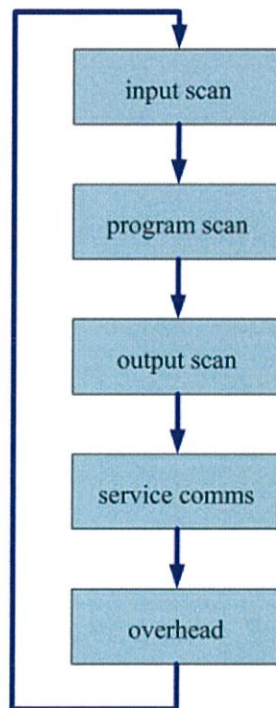 input scan
program scan
output scan
service comms
overhead